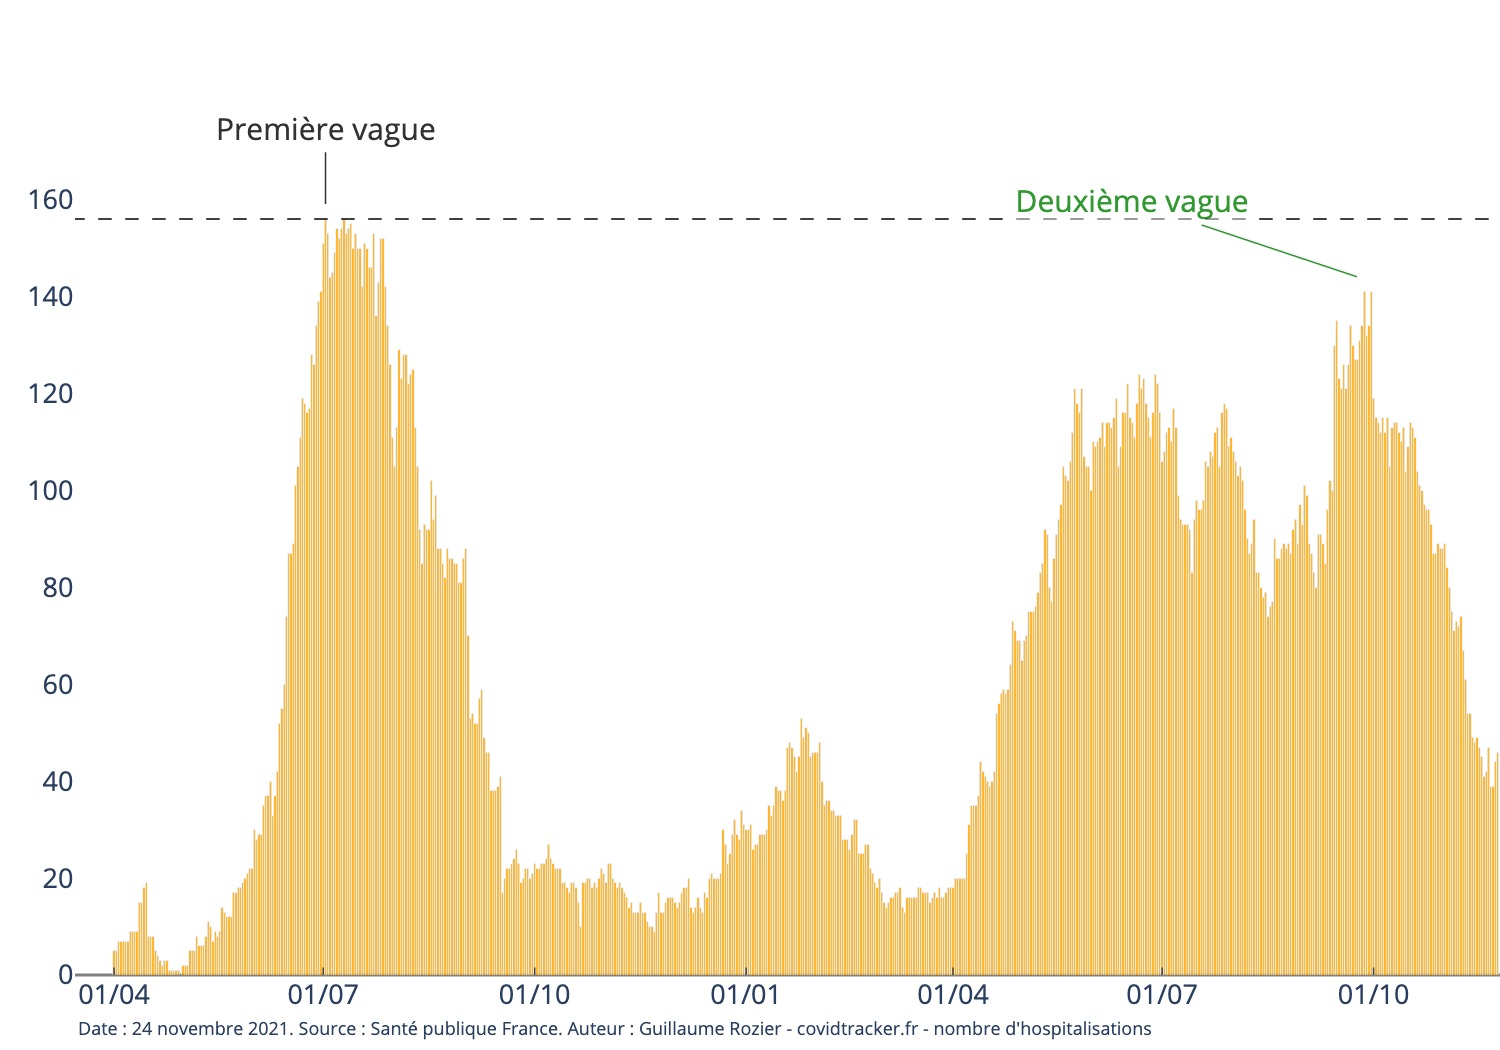 Première vague
160
Deuxième vague
140
120
100
80
60
40
20
0
01/04 01/07 01/10 01/01 01/04 01/07 01/10
Date : 24 novembre 2021. Source : Santé publique France. Auteur : Guillaume Rozier - covidtracker.fr - nombre d'hospitalisations